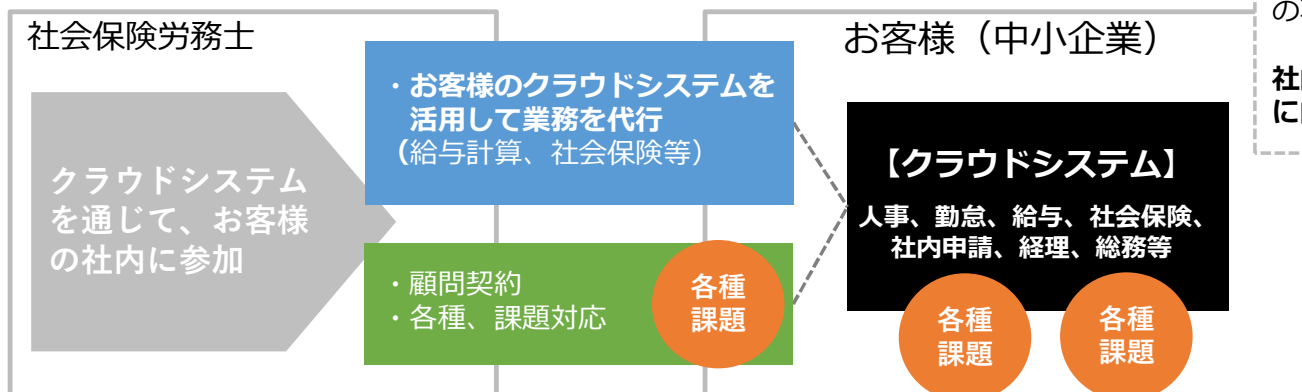 社会保険労務士
クラウドシステム
を通じて、お客様
の社内に参加
・お客様のクラウドシステムを
活用して業務を代行
（給与計算、社会保険等）
・顧問契約
・各種、課題対応
各種
課題
お客様（中小企業）
【クラウドシステム】
人事、勤怠、給与、社会保険、
社内申請、経理、総務等
各種
課題
各種
課題
の
社
に